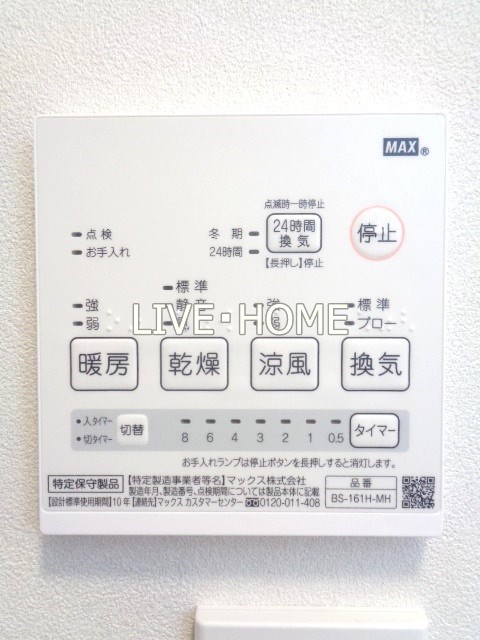 MAX®
点滅時一時停止
点検
お手入れ
冬期
24時間
24時間
換気
【長押し】停止
停止
標準
強
静音
強
標準
弱
弱
ブロー
LIVE・HOME
暖房
乾燥
涼風
換気
入タイマー
切タイマー
切替
8 6 4 3 2 1 0.5
タイマー
お手入れランプは停止ボタンを長押しすると消灯します。
特定保守製品
【特定製造事業者等名】マックス株式会社
製造年月、製造番号、点検期間については製品本体に記載
【設計標準使用期間】10年【連絡先】マックス カスタマーセンター 0120-011-408
品番
BS-161H-MH